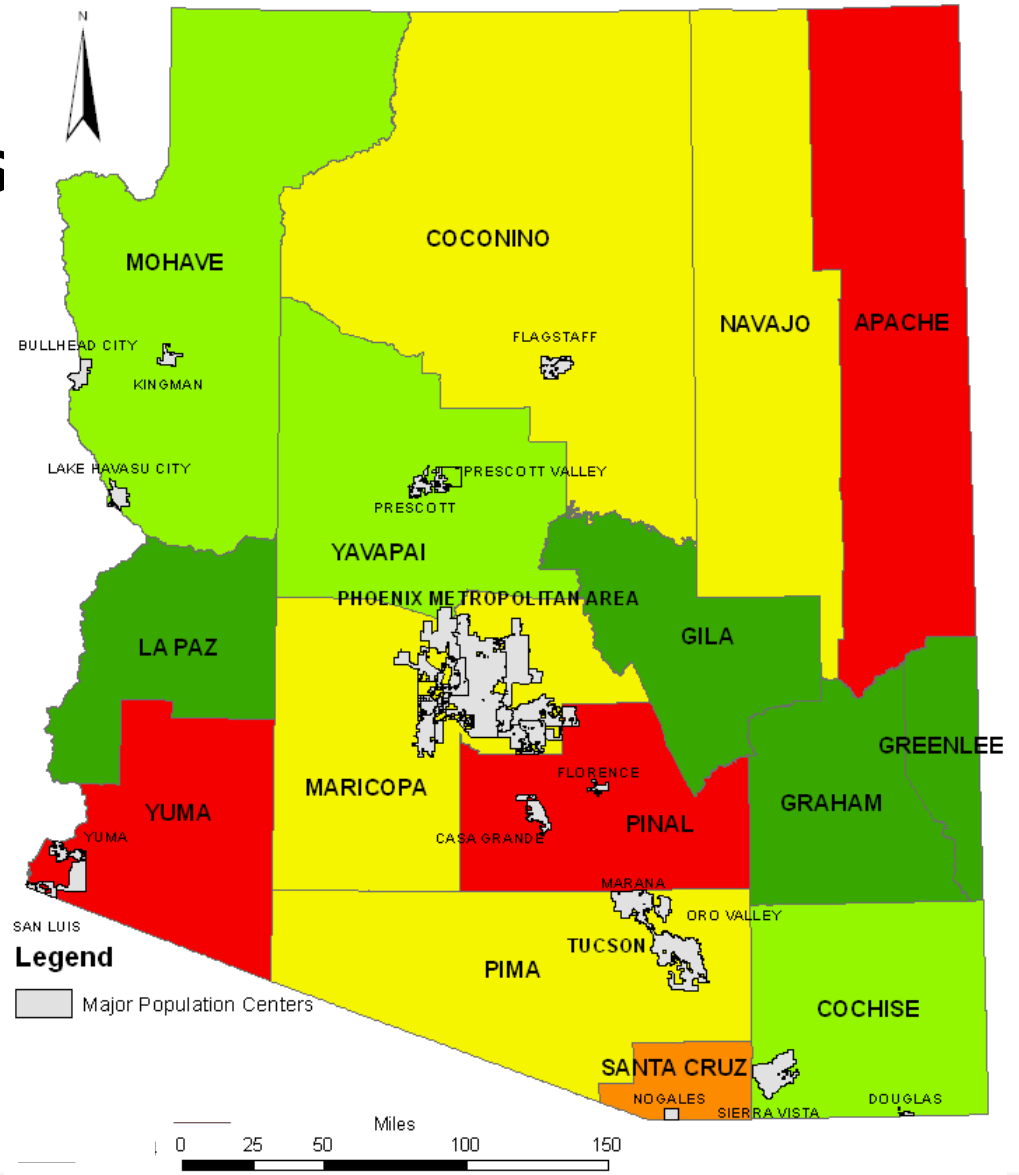 N
S
COCONINO
MOHAVE
NAVAJO
APACHE
FLAGSTAFF
BULLHEAD CITY
KINGMAN
LAKE HAVASU CITY
PRESCOTT VALLEY
PRESCOTT
YAVAPAI
PHOENIX METROPOLITAN AREA
GILA
LA PAZ
GREENLEE
FLORENCE
MARICOPA
GRAHAM
YUMA
PINAL
YUMA
CASA GRANDE
MARANA
ORO VALLEY
SAN LUIS
TUCSON
Legend
PIMA
Major Population Centers
COCHISE
SANTA CRUZ
NOGALES
DOUGLAS
SIERRA VISTA
Miles
0 25 50 100 150